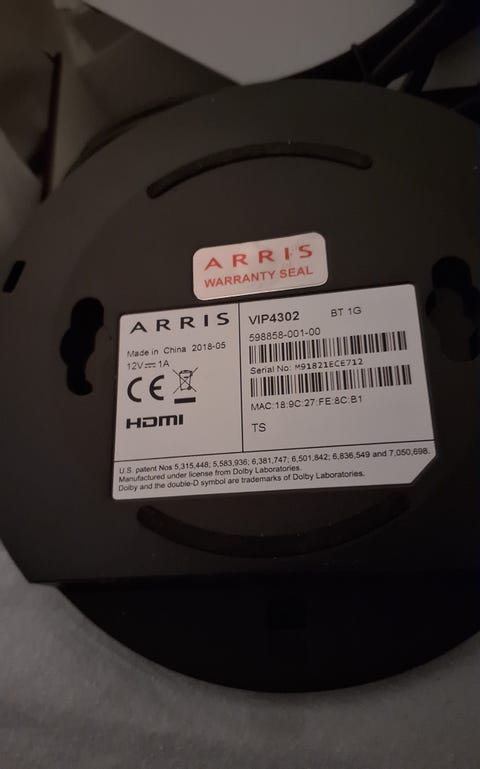 ARRIS
WARRANTY SEAL
ARRIS
Made in China 2018-05
12V⎓1A
CE
HDMI
VIP4302 BT 1G
598858-001-00
Serial No: M91821ECE712
MAC:18:9C:27:FE:8C:B1
TS
U.S. patent Nos 5,315,448; 5,583,936; 6,381,747; 6,501,842; 6,836,549 and 7,050,698.
Manufactured under license from Dolby Laboratories.
Dolby and the double-D symbol are trademarks of Dolby Laboratories.